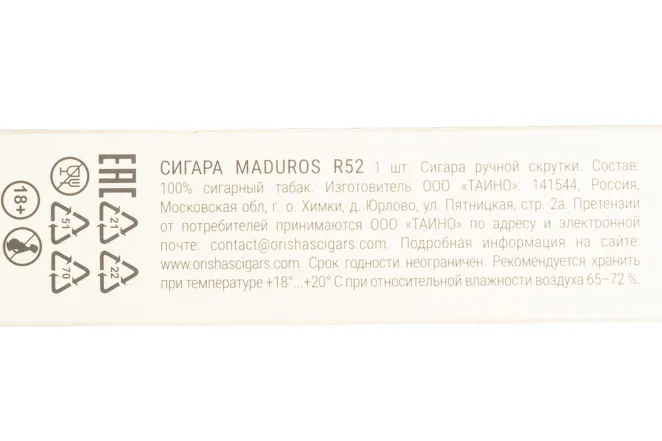 СИГАРА MADUROS R52 1 шт. Сигара ручной скрутки. Состав:
100% сигарный табак. Изготовитель ООО «ТАИНО»: 141544, Россия,
Московская обл., г. о. Химки, д. Юрлово, ул. Пятницкая, стр. 2а. Претензии
от потребителей принимаются ООО «ТАИНО» по адресу и электронной
почте: contact@orishascigars.com. Подробная информация на сайте:
www.orishascigars.com. Срок годности неограничен. Рекомендуется хранить
при температуре +18°...+20° С при относительной влажности воздуха 65–72 %.
18+
EAC
51
21
70
22